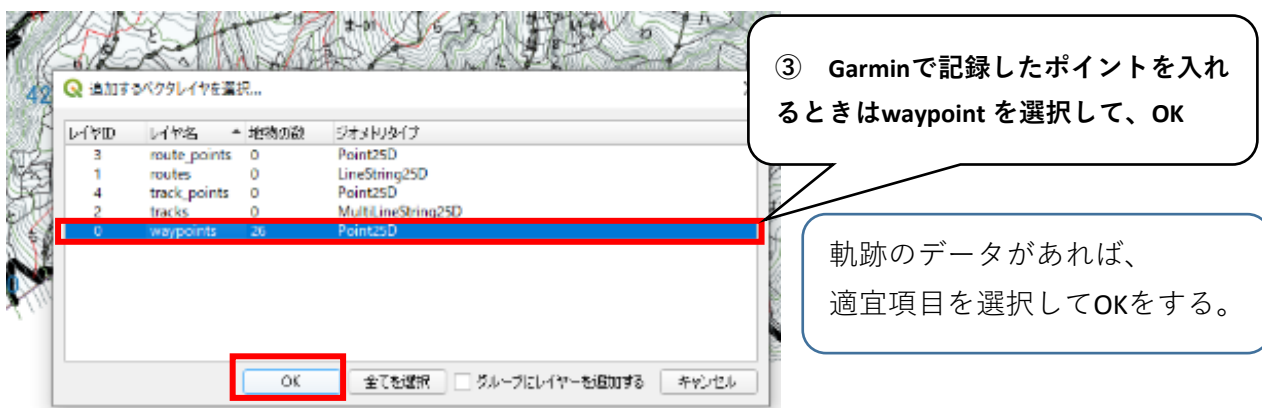 ③ Garminで記録したポイントを入れ
るときはwaypoint を選択して、OK
追加するベクタレイヤを選択...
レイヤID レイヤ名 地物の数 ジオメトリタイプ
3 route_points 0 Point25D
1 routes 0 LineString25D
4 track_points 0 Point25D
2 tracks 0 MultiLineString25D
0 waypoints 26 Point25D
軌跡のデータがあれば、
適宜項目を選択してOKをする。
OK 全てを選択 グループにレイヤーを追加する キャンセル